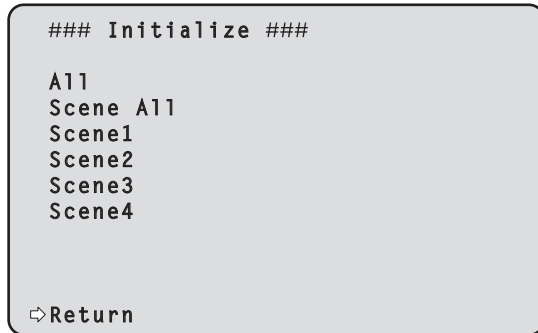 ### Initialize ###
All
Scene All
Scene1
Scene2
Scene3
Scene4
⇨Return